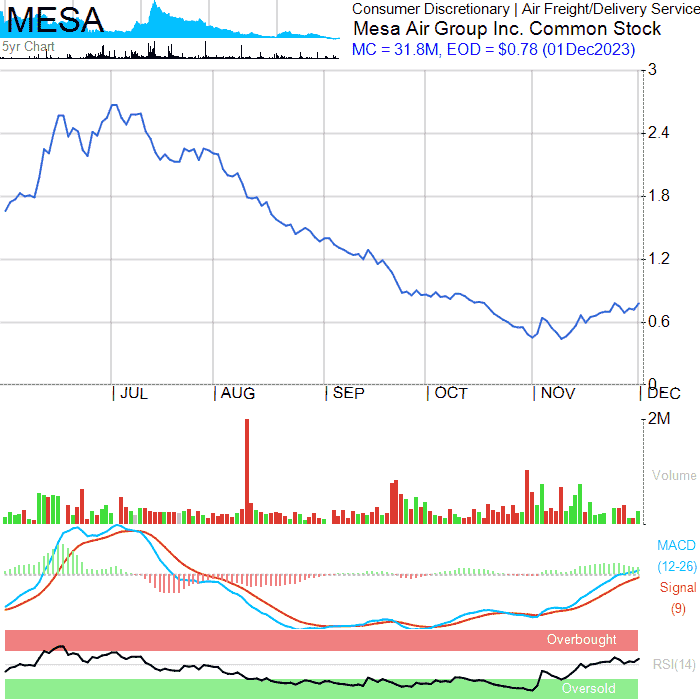 MESA
5yr Chart
Consumer Discretionary | Air Freight/Delivery Service
Mesa Air Group Inc. Common Stock
MC = 31.8M, EOD = $0.78 (01Dec2023)
3
2.4
1.8
1.2
0.6
0
| JUL | AUG | SEP | OCT | NOV | DEC
2M
Volume
MACD
(12-26)
Signal
(9)
Overbought
RSI(14)
Oversold